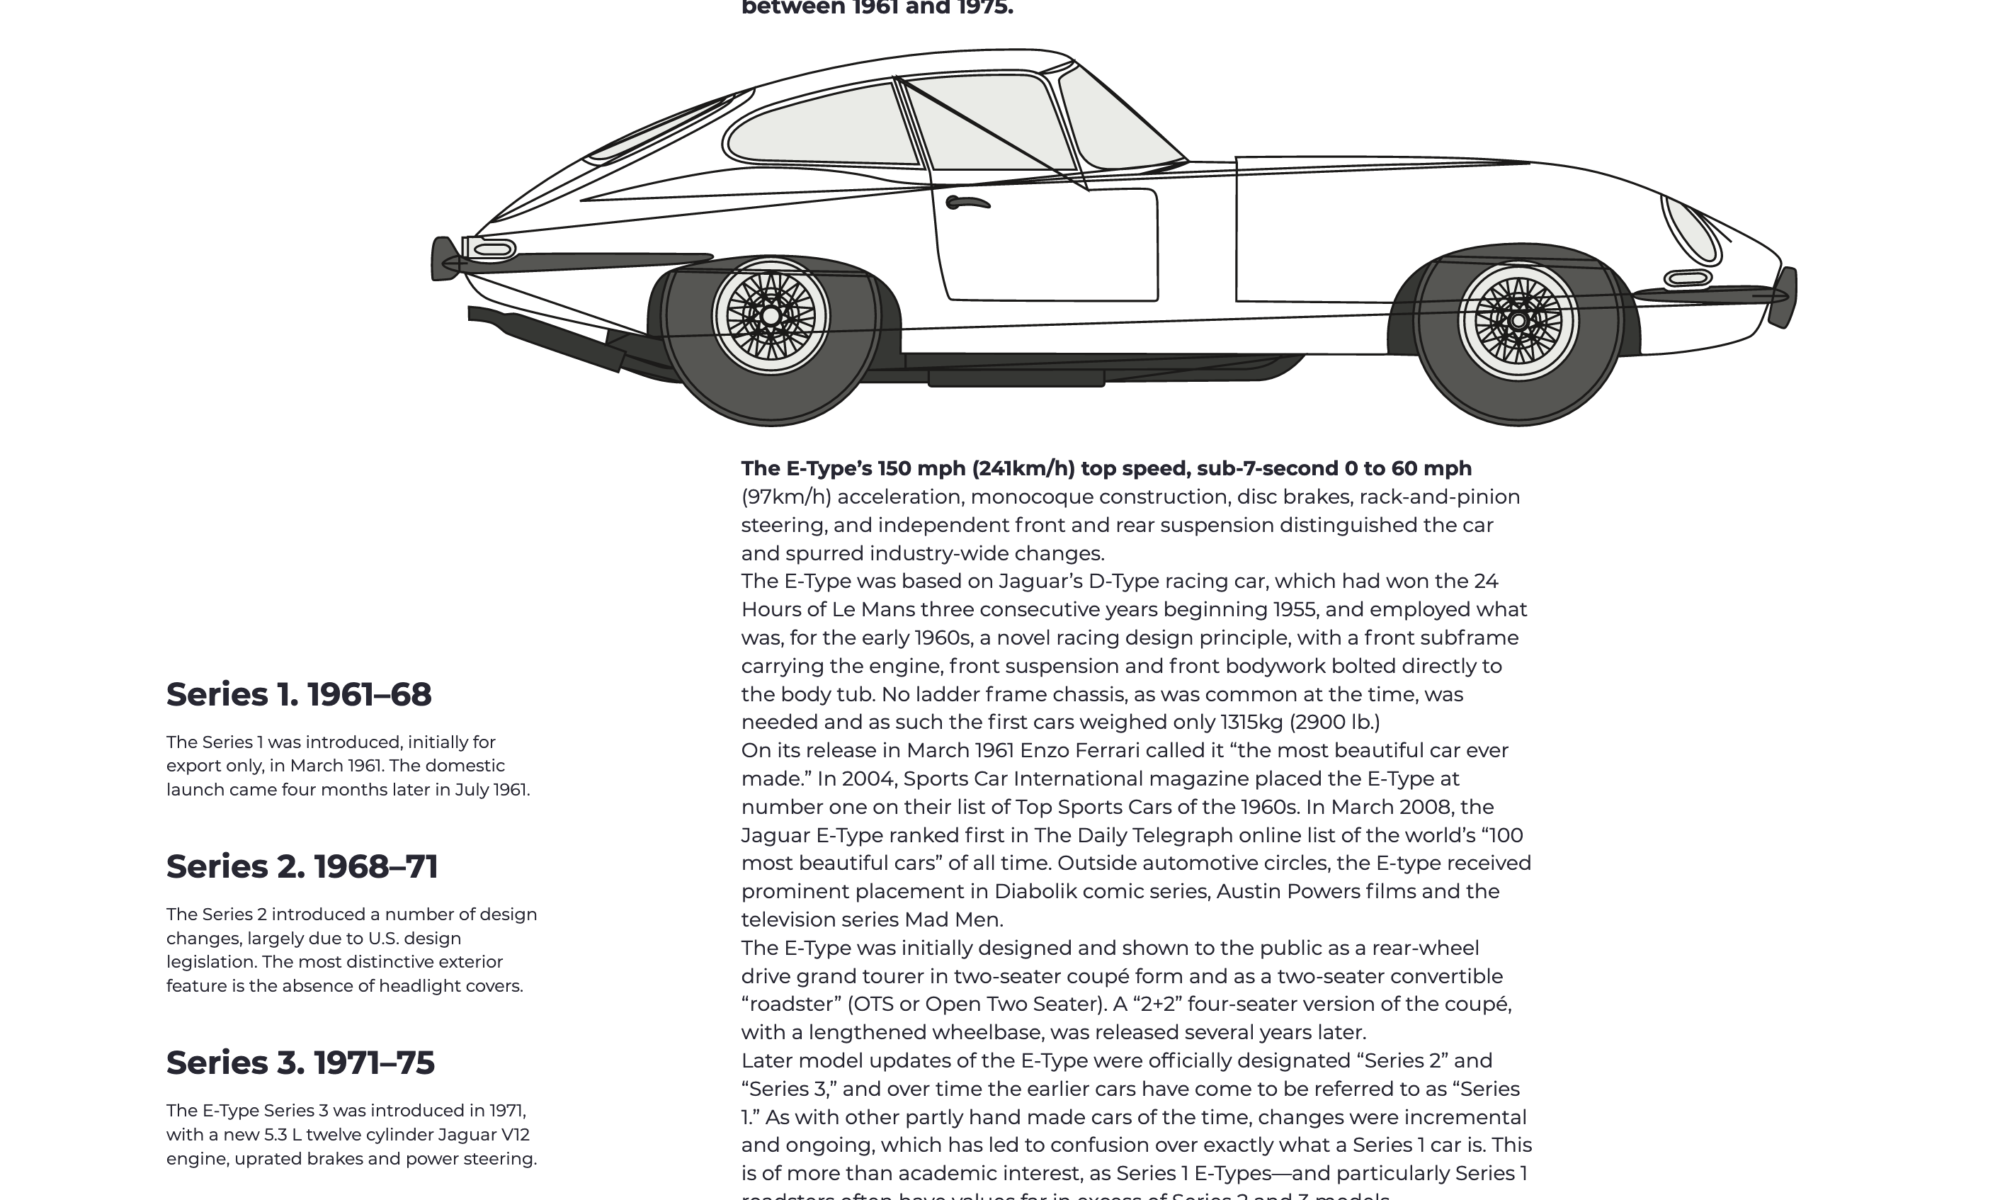 between 1961 and 1975.
The E-Type’s 150 mph (241km/h) top speed, sub-7-second 0 to 60 mph
(97km/h) acceleration, monocoque construction, disc brakes, rack-and-pinion
steering, and independent front and rear suspension distinguished the car
and spurred industry-wide changes.
The E-Type was based on Jaguar’s D-Type racing car, which had won the 24
Hours of Le Mans three consecutive years beginning 1955, and employed what
was, for the early 1960s, a novel racing design principle, with a front subframe
carrying the engine, front suspension and front bodywork bolted directly to
the body tub. No ladder frame chassis, as was common at the time, was
needed and as such the first cars weighed only 1315kg (2900 lb.)
On its release in March 1961 Enzo Ferrari called it “the most beautiful car ever
made.” In 2004, Sports Car International magazine placed the E-Type at
number one on their list of Top Sports Cars of the 1960s. In March 2008, the
Jaguar E-Type ranked first in The Daily Telegraph online list of the world’s “100
most beautiful cars” of all time. Outside automotive circles, the E-type received
prominent placement in Diabolik comic series, Austin Powers films and the
television series Mad Men.
The E-Type was initially designed and shown to the public as a rear-wheel
drive grand tourer in two-seater coupé form and as a two-seater convertible
“roadster” (OTS or Open Two Seater). A “2+2” four-seater version of the coupé,
with a lengthened wheelbase, was released several years later.
Later model updates of the E-Type were officially designated “Series 2” and
“Series 3,” and over time the earlier cars have come to be referred to as “Series
1.” As with other partly hand made cars of the time, changes were incremental
and ongoing, which has led to confusion over exactly what a Series 1 car is. This
is of more than academic interest, as Series 1 E-Types—and particularly Series 1
roadsters often have values far in excess of Series 2 and 3 models.
Series 1. 1961–68
The Series 1 was introduced, initially for
export only, in March 1961. The domestic
launch came four months later in July 1961.
Series 2. 1968–71
The Series 2 introduced a number of design
changes, largely due to U.S. design
legislation. The most distinctive exterior
feature is the absence of headlight covers.
Series 3. 1971–75
The E-Type Series 3 was introduced in 1971,
with a new 5.3 L twelve cylinder Jaguar V12
engine, uprated brakes and power steering.